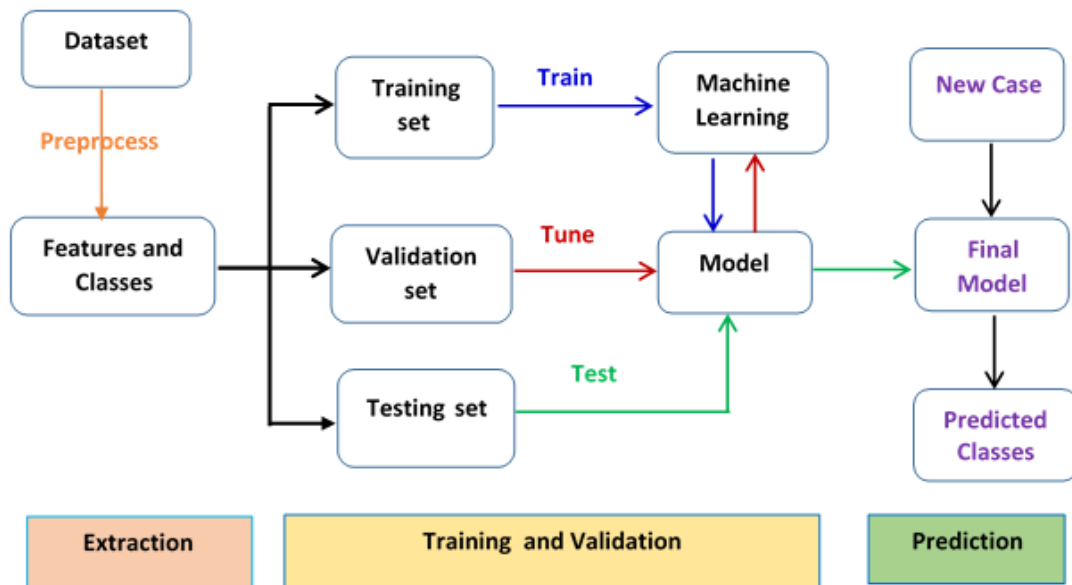 Dataset
Preprocess
Features and
Classes
Training
set
Validation
set
Testing set
Train
Tune
Test
Machine
Learning
Model
New Case
Final
Model
Predicted
Classes
Extraction
Training and Validation
Prediction